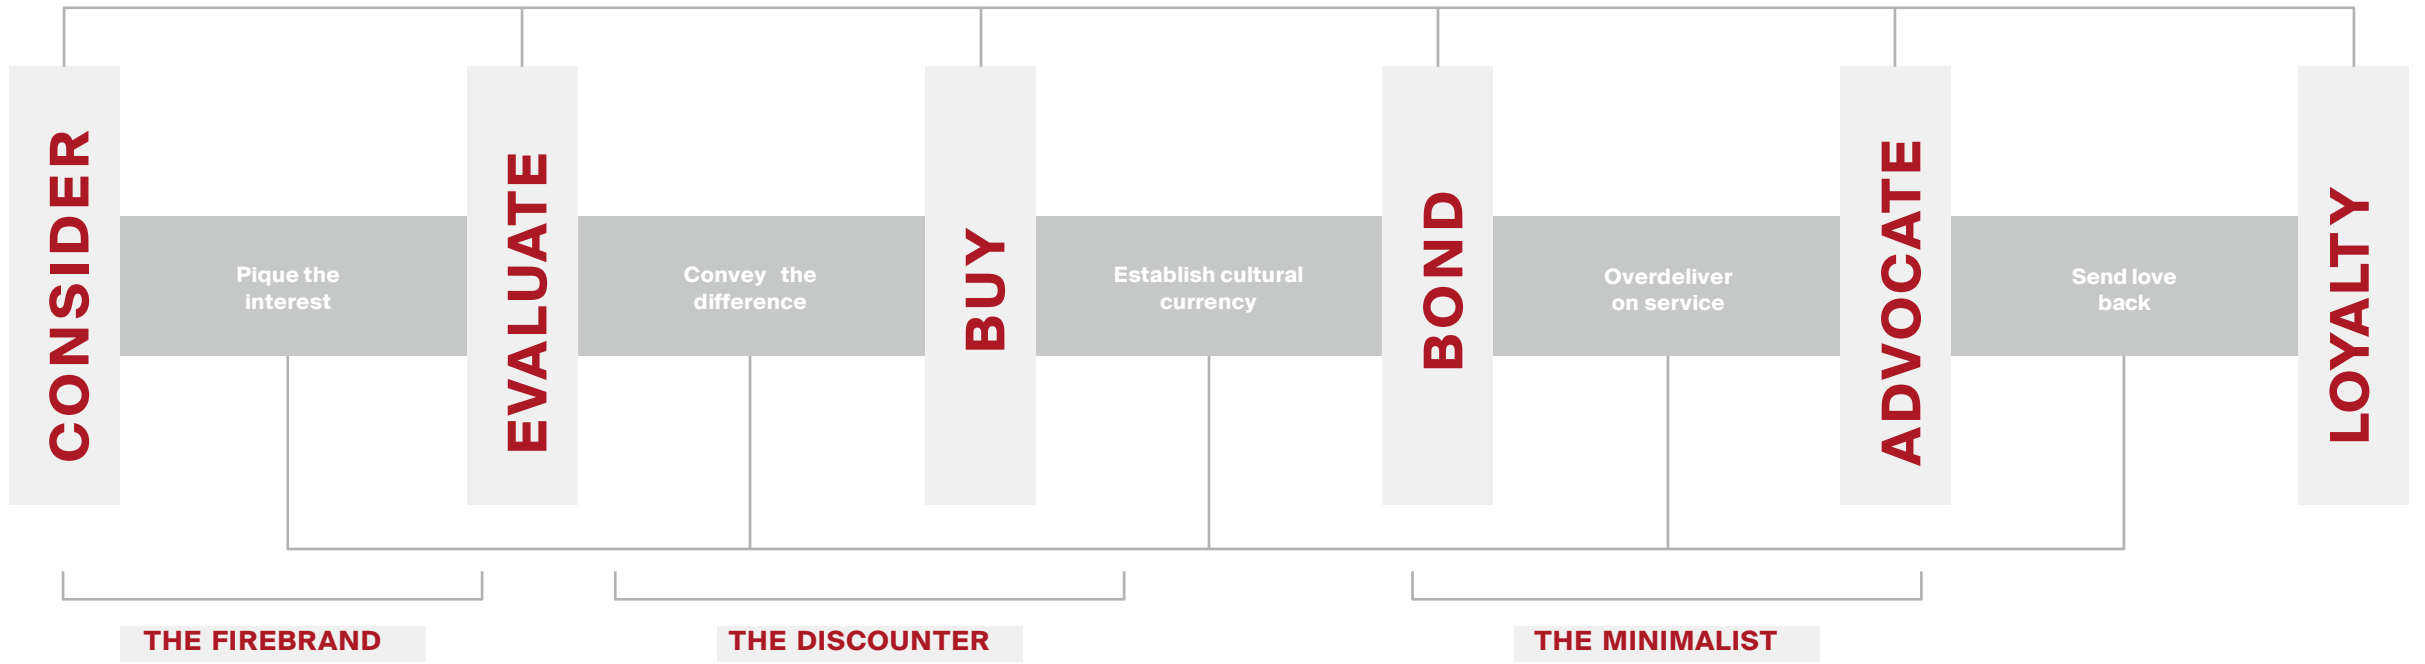 CONSIDER
Pique the
interest
EVALUATE
Convey the
difference
BUY
Establish cultural
currency
BOND
Overdeliver
on service
ADVOCATE
Send love
back
LOYALTY
THE FIREBRAND
THE DISCOUNTER
THE MINIMALIST